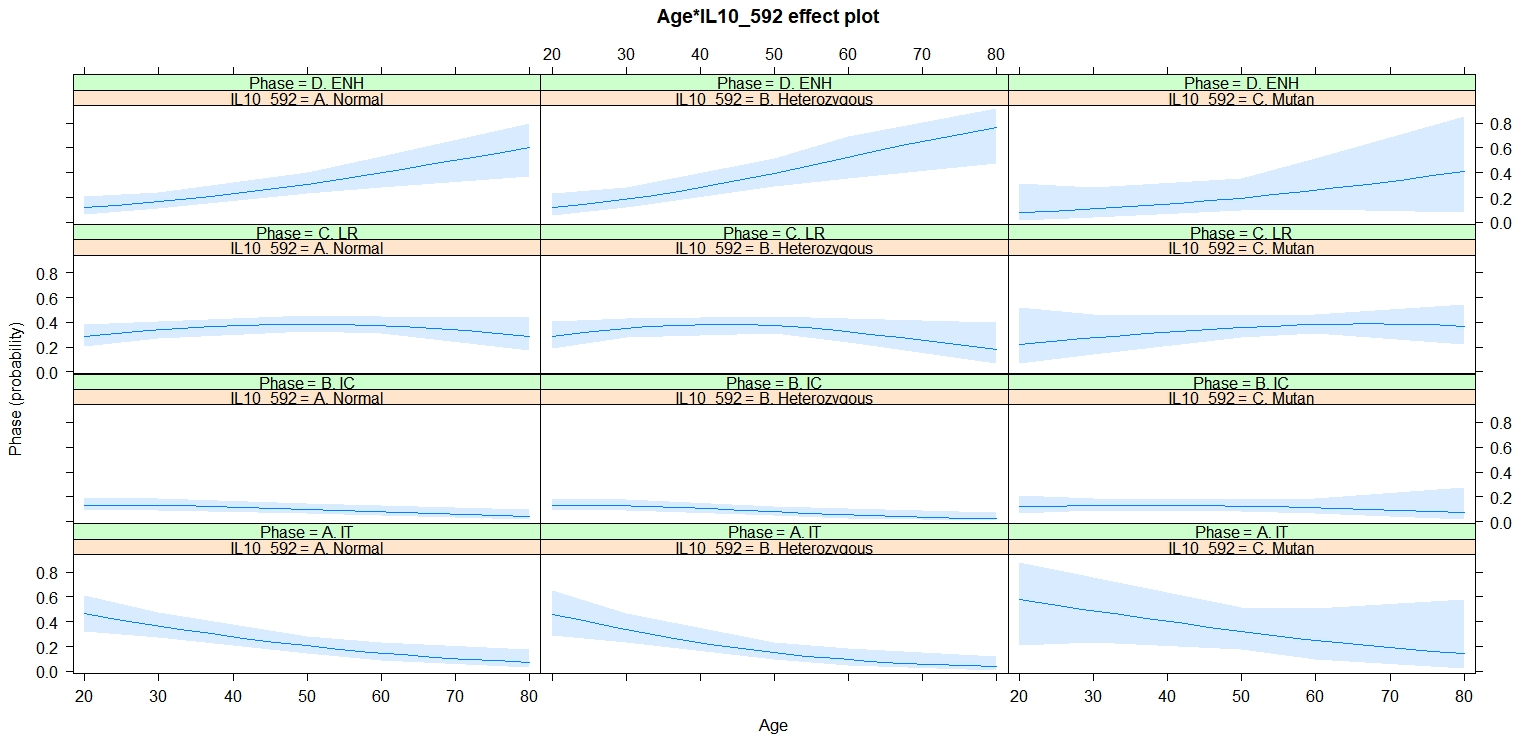 Age*IL10_592 effect plot
20 30 40 50 60 70 80
Phase = D. ENH Phase = D. ENH Phase = D. ENH
IL10_592 = A. Normal IL10_592 = B. Heterozygous IL10_592 = C. Mutan
0.8
0.6
0.4
0.2
0.0
Phase = C. LR Phase = C. LR Phase = C. LR
IL10_592 = A. Normal IL10_592 = B. Heterozygous IL10_592 = C. Mutan
0.8
0.6
0.4
0.2
0.0
Phase (probability)
Phase = B. IC Phase = B. IC Phase = B. IC
IL10_592 = A. Normal IL10_592 = B. Heterozygous IL10_592 = C. Mutan
0.8
0.6
0.4
0.2
0.0
Phase = A. IT Phase = A. IT Phase = A. IT
IL10_592 = A. Normal IL10_592 = B. Heterozygous IL10_592 = C. Mutan
0.8
0.6
0.4
0.2
0.0
20 30 40 50 60 70 80 20 30 40 50 60 70 80
Age